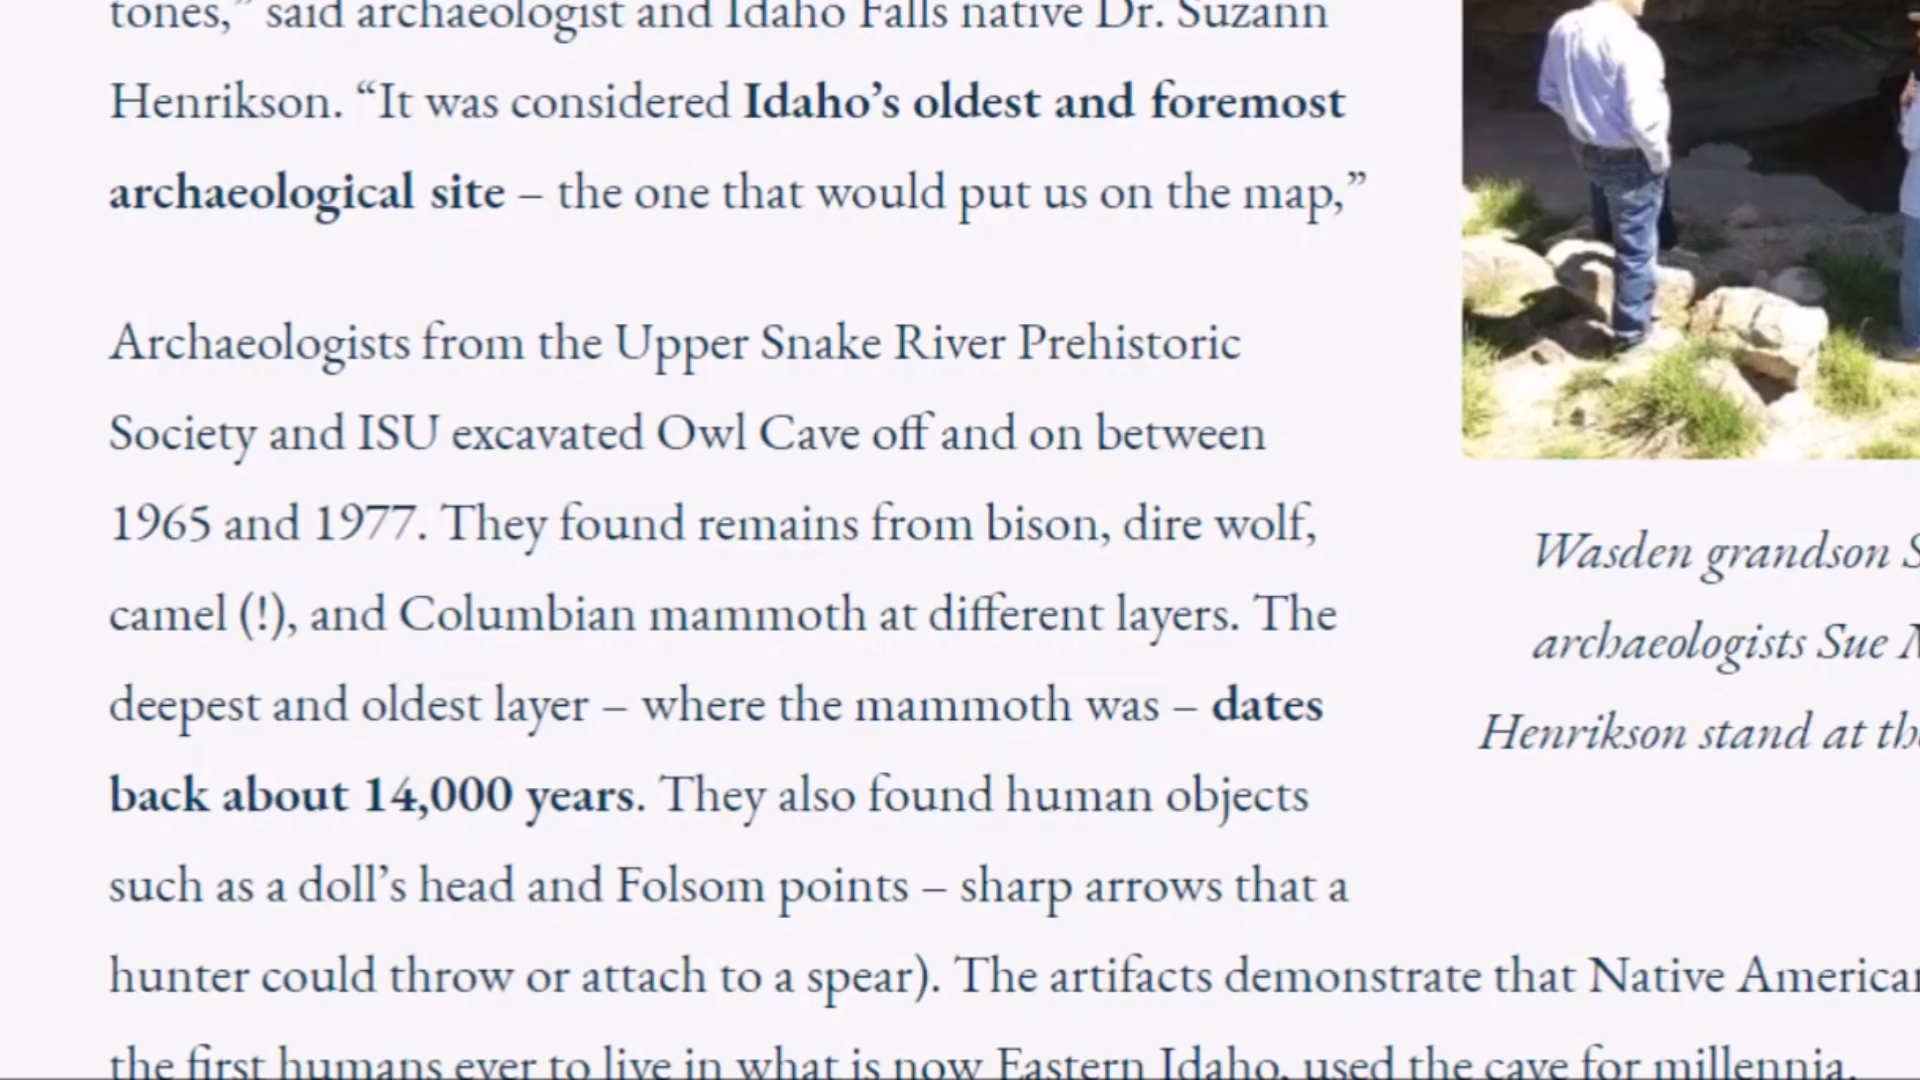 tones,” said archaeologist and Idaho Falls native Dr. Suzann
Henrikson. “It was considered Idaho’s oldest and foremost
archaeological site – the one that would put us on the map,”
Archaeologists from the Upper Snake River Prehistoric
Society and ISU excavated Owl Cave off and on between
1965 and 1977. They found remains from bison, dire wolf,
camel (!), and Columbian mammoth at different layers. The
deepest and oldest layer – where the mammoth was – dates
back about 14,000 years. They also found human objects
such as a doll’s head and Folsom points – sharp arrows that a
hunter could throw or attach to a spear). The artifacts demonstrate that Native
the first humans ever to live in what is now Eastern Idaho, used the cave for millennia.
Wasden grandson
archaeologists Sue
Henrikson stand at